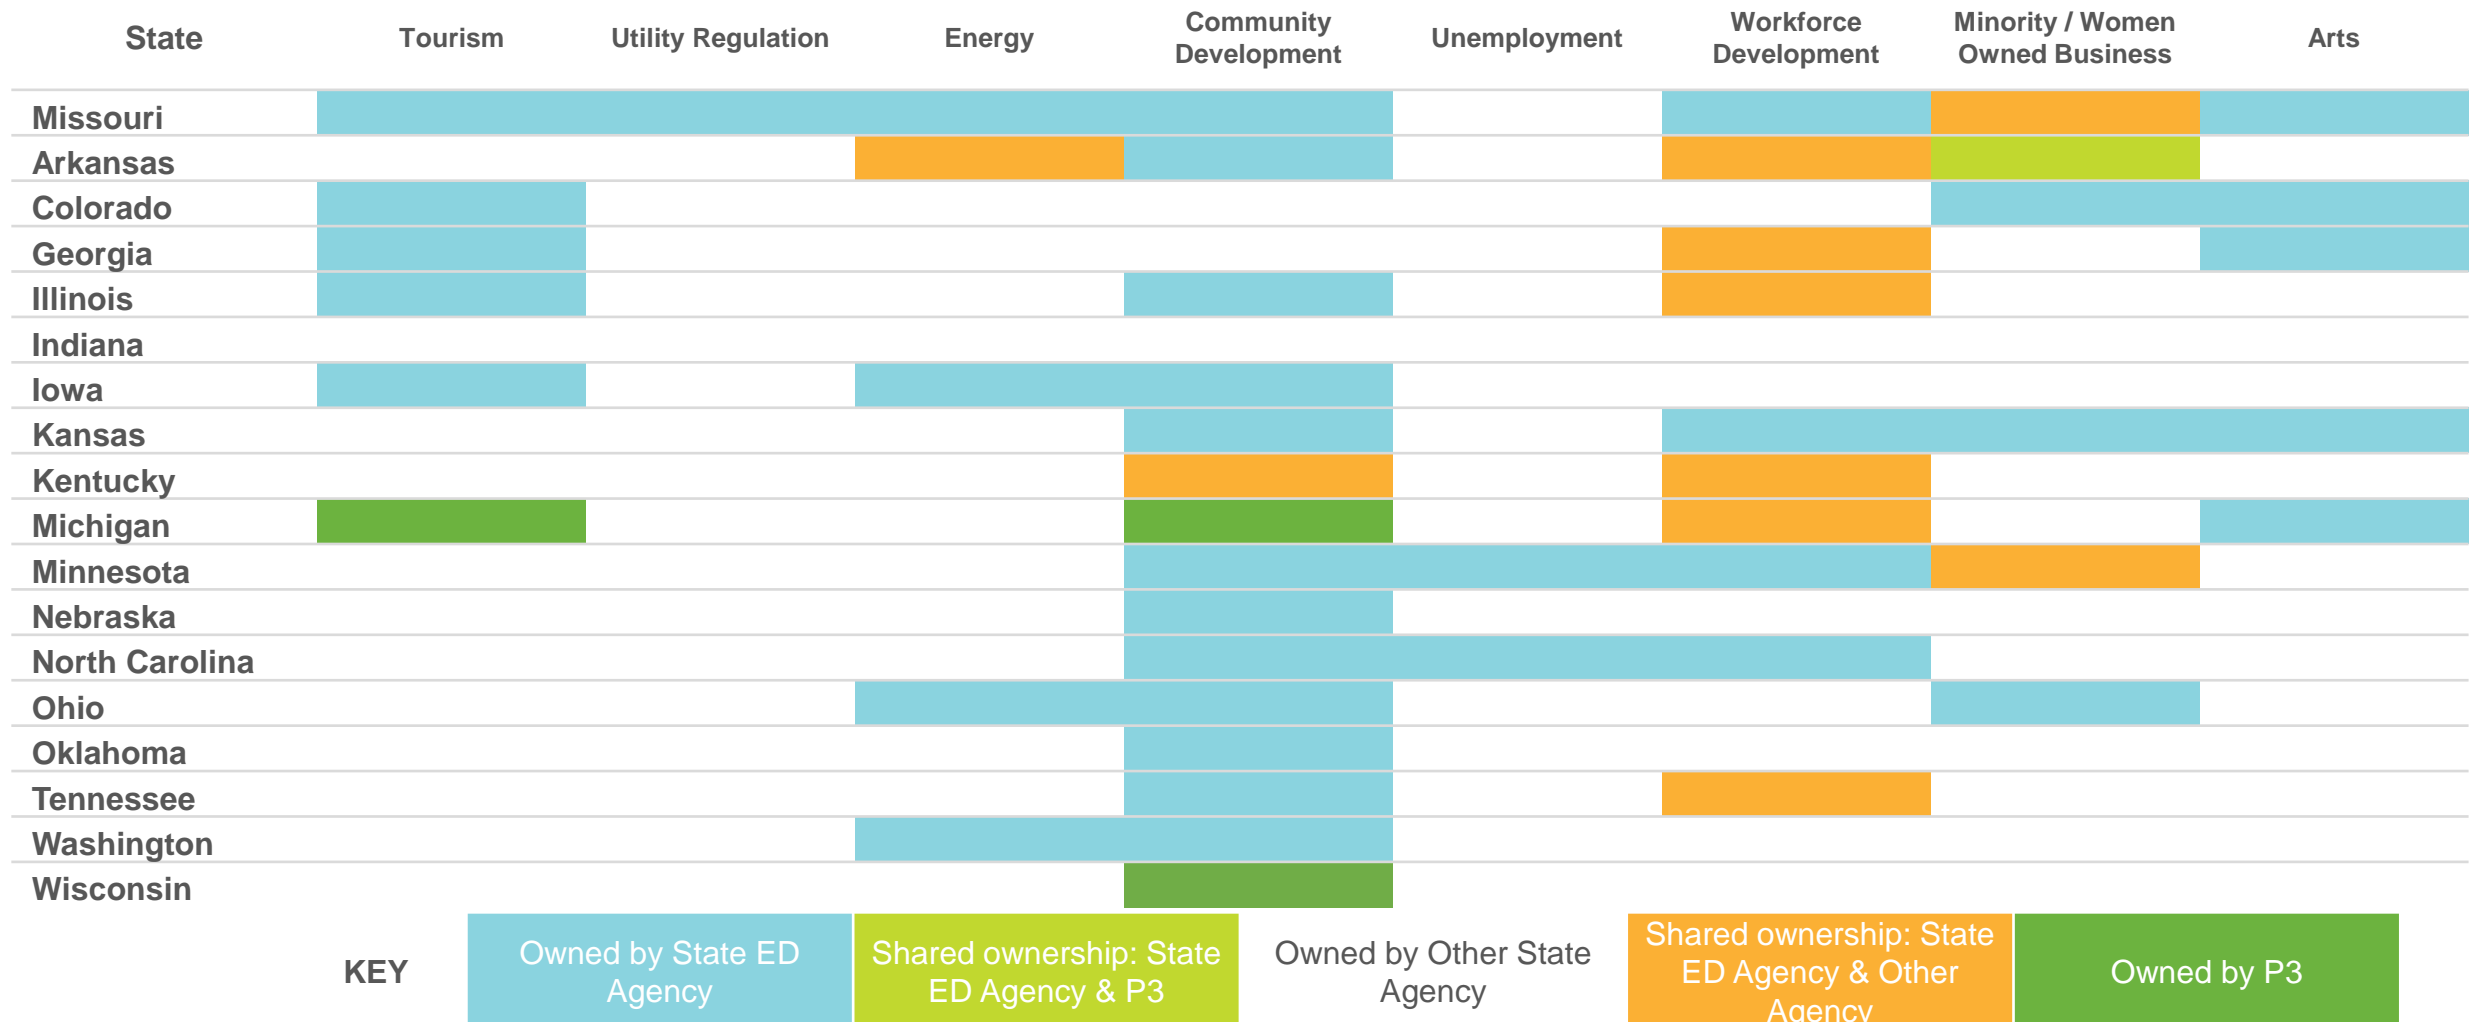 State
Tourism
Utility Regulation
Energy
Community
Development
Unemployment
Workforce
Development
Minority / Women
Owned Business
Arts
Missouri
Arkansas
Colorado
Georgia
Illinois
Indiana
Iowa
Kansas
Kentucky
Michigan
Minnesota
Nebraska
North Carolina
Ohio
Oklahoma
Tennessee
Washington
Wisconsin
KEY
Owned by State ED
Agency
Shared ownership: State
ED Agency & P3
Owned by Other State
Agency
Shared ownership: State
ED Agency & Other
Agency
Owned by P3